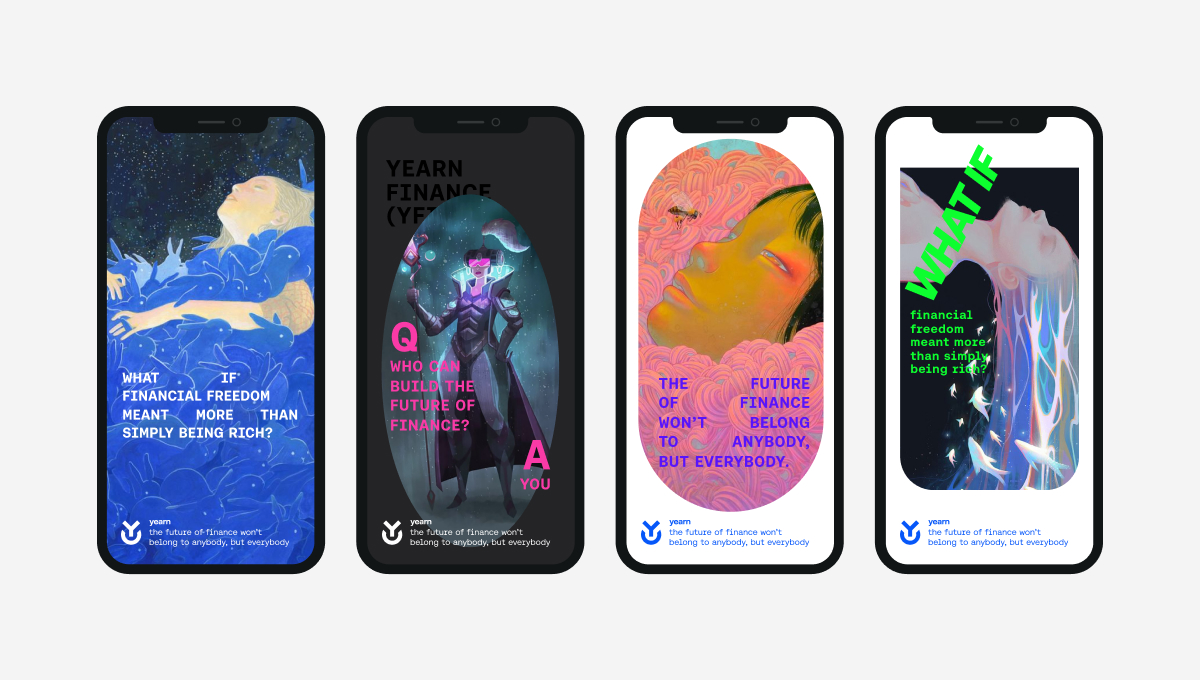 WHAT IF
FINANCIAL FREEDOM
MEANT MORE THAN
SIMPLY BEING RICH?
yearn
the future of finance won't
belong to anybody, but everybody
YEARN
FINANCE
Q
WHO CAN
BUILD THE
FUTURE OF
FINANCE?
A
YOU
yearn
the future of finance won't
belong to anybody, but everybody
THE FUTURE
OF FINANCE
WON'T BELONG
TO ANYBODY,
BUT EVERYBODY.
yearn
the future of finance won't
belong to anybody, but everybody
WHAT IF
financial
freedom
meant more
than simply
being rich?
yearn
the future of finance won't
belong to anybody, but everybody